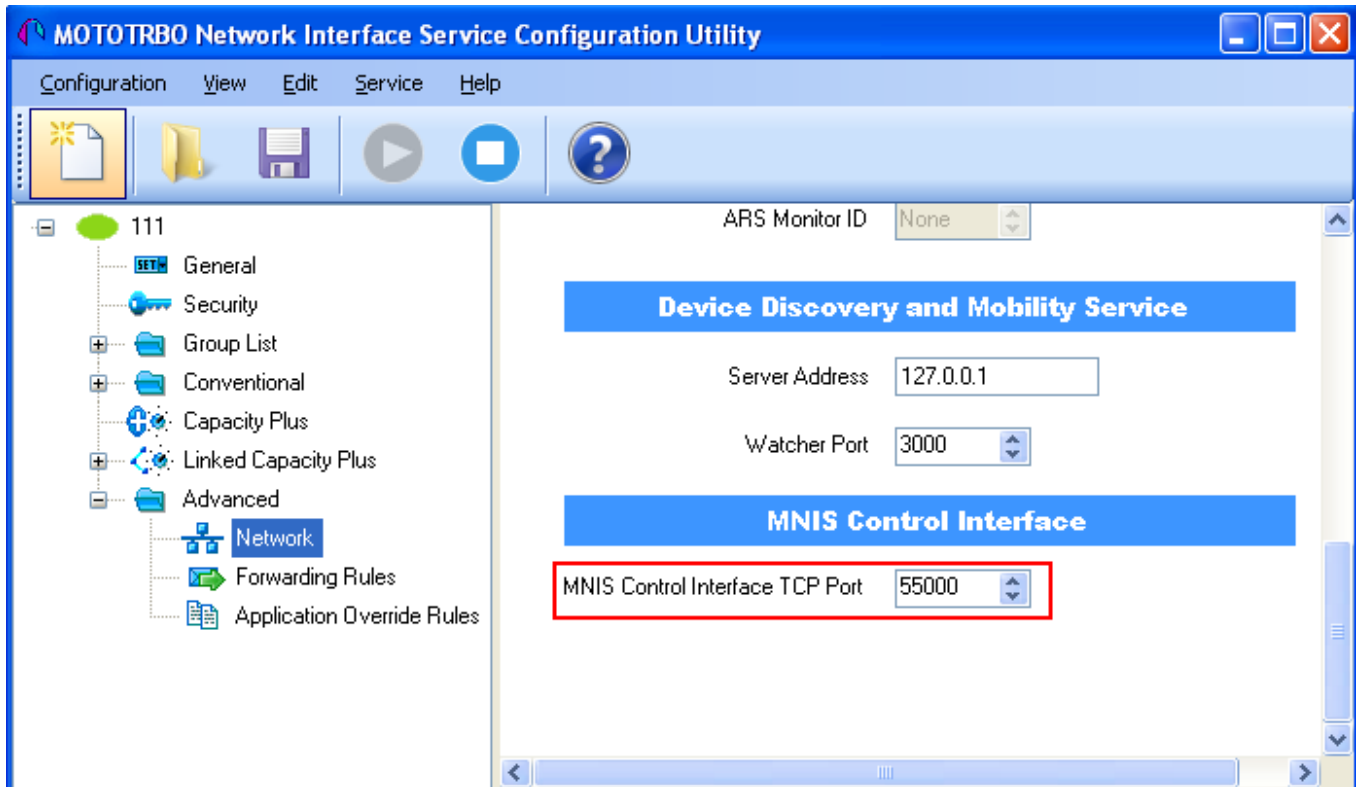 MOTOTRBO Network Interface Service Configuration Utility
Configuration View Edit Service Help
111
SET
General
Security
Group List
Conventional
Capacity Plus
Linked Capacity Plus
Advanced
Network
Forwarding Rules
Application Override Rules
ARS Monitor ID None
Device Discovery and Mobility Service
Server Address 127.0.0.1
Watcher Port 3000
MNIS Control Interface
MNIS Control Interface TCP Port 55000